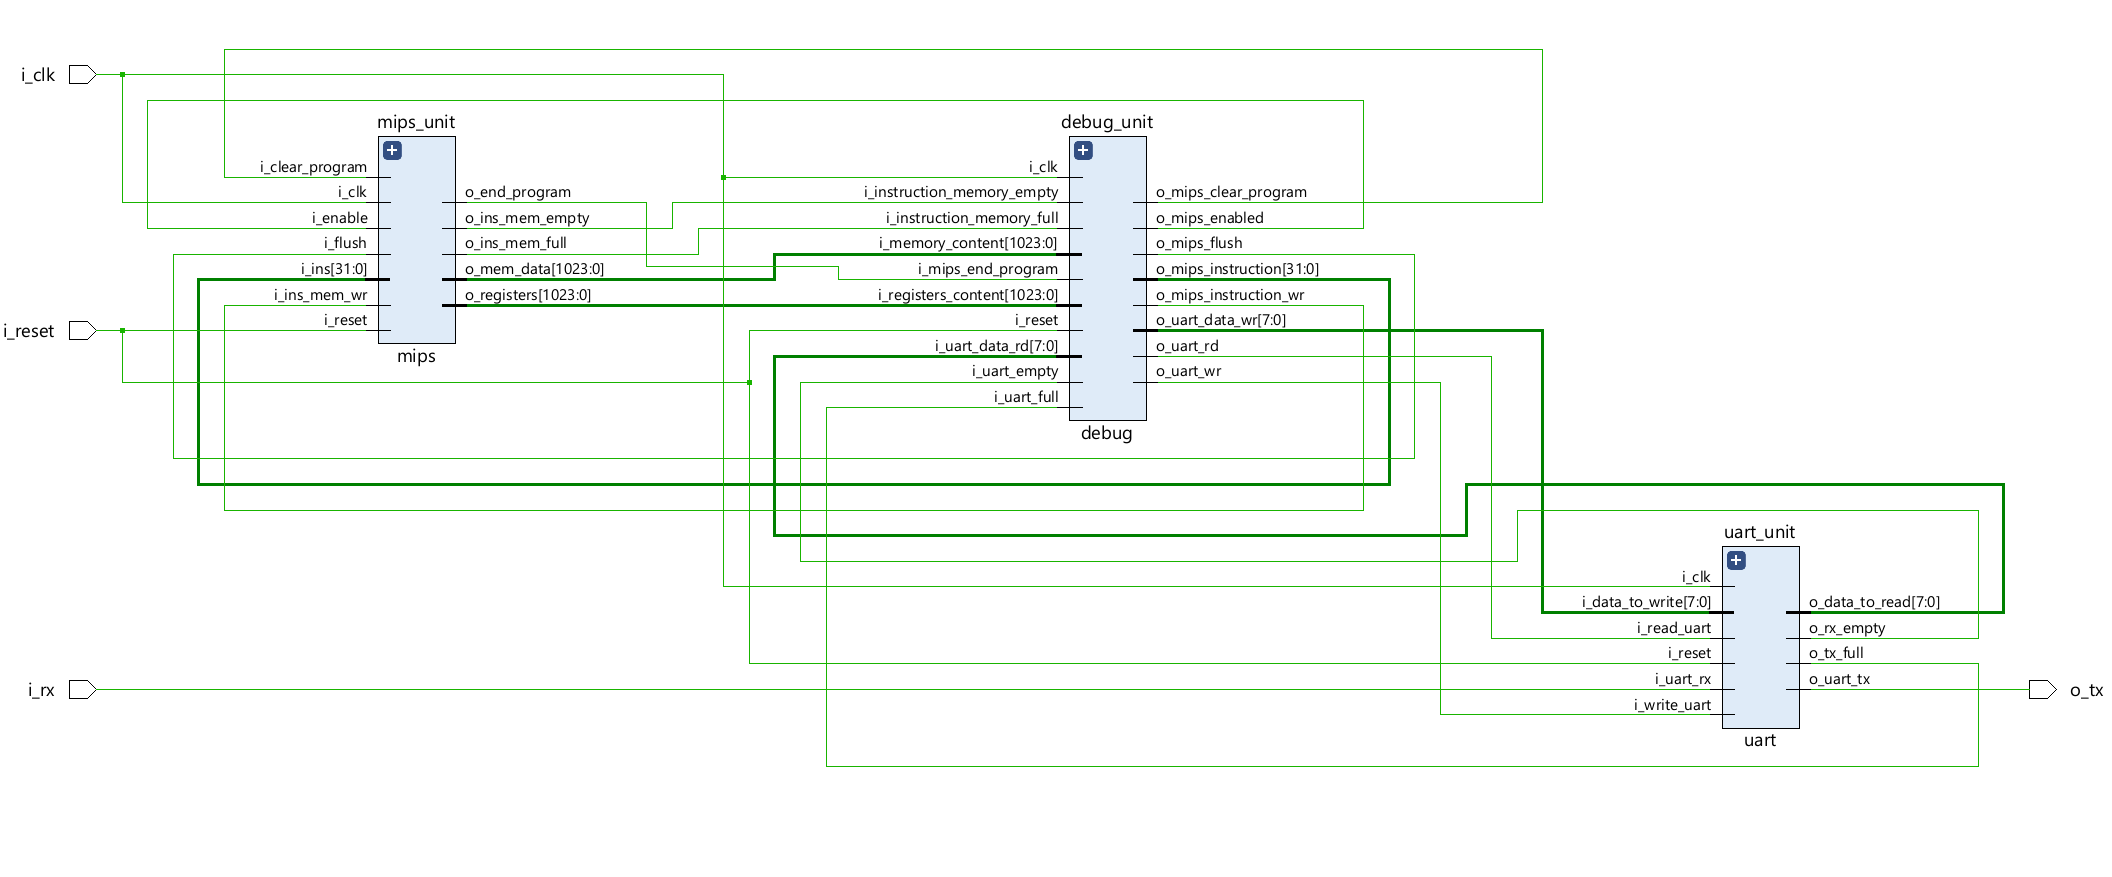 i_clk
i_reset
i_rx
mips_unit
i_clear_program
i_clk
i_enable
i_flush
i_ins[31:0]
i_ins_mem_wr
i_reset
o_end_program
o_ins_mem_empty
o_ins_mem_full
o_mem_data[1023:0]
o_registers[1023:0]
mips
debug_unit
i_clk
i_instruction_memory_empty
i_instruction_memory_full
i_memory_content[1023:0]
i_mips_end_program
i_registers_content[1023:0]
i_reset
i_uart_data_rd[7:0]
i_uart_empty
i_uart_full
o_mips_clear_program
o_mips_enabled
o_mips_flush
o_mips_instruction[31:0]
o_mips_instruction_wr
o_uart_data_wr[7:0]
o_uart_rd
o_uart_wr
debug
uart_unit
i_clk
i_data_to_write[7:0]
i_read_uart
i_reset
i_uart_rx
i_write_uart
o_data_to_read[7:0]
o_rx_empty
o_tx_full
o_uart_tx
uart
o_tx